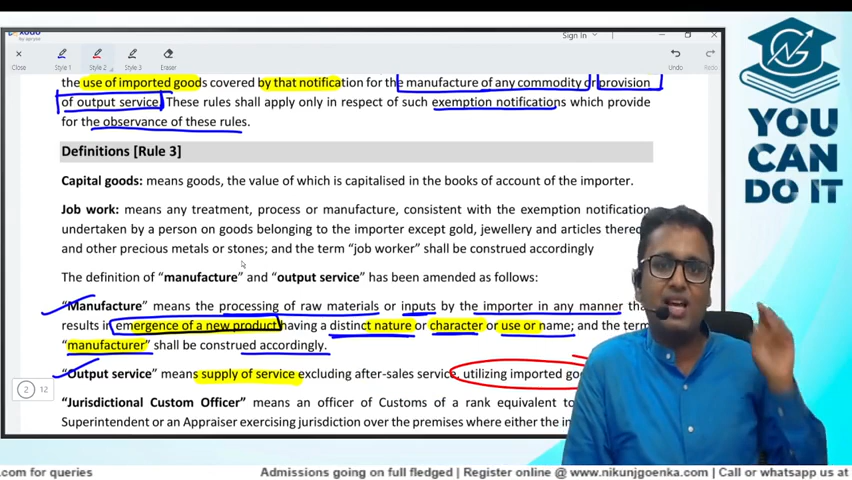 Sign In
Close
Style 1
Style 2
Style 3
Eraser
Undo
Redo
the use of imported goods covered by that notification for the manufacture of any commodity or provision
of output service. These rules shall apply only in respect of such exemption notifications which provide
for the observance of these rules.
Definitions [Rule 3]
Capital goods: means goods, the value of which is capitalised in the books of account of the importer.
Job work: means any treatment, process or manufacture, consistent with the exemption notification
undertaken by a person on goods belonging to the importer except gold, jewellery and articles
and other precious metals or stones; and the term "job worker" shall be construed accordingly
The definition of "manufacture" and "output service" has been amended as follows:
"Manufacture" means the processing of raw materials or inputs by the importer in any manner
results in emergence of a new product having a distinct nature or character or use or name; and the term
"manufacturer" shall be construed accordingly.
"Output service" means supply of service excluding after-sales service, utilizing imported
"Jurisdictional Custom Officer" means an officer of Customs of a rank equivalent to
Superintendent or an Appraiser exercising jurisdiction over the premises where either the
2 12
YOU
CAN
DO IT
.com for queries
Admissions going on full fledged | Register online @ www.nikunjgoenka.com | Call or whatsapp us at